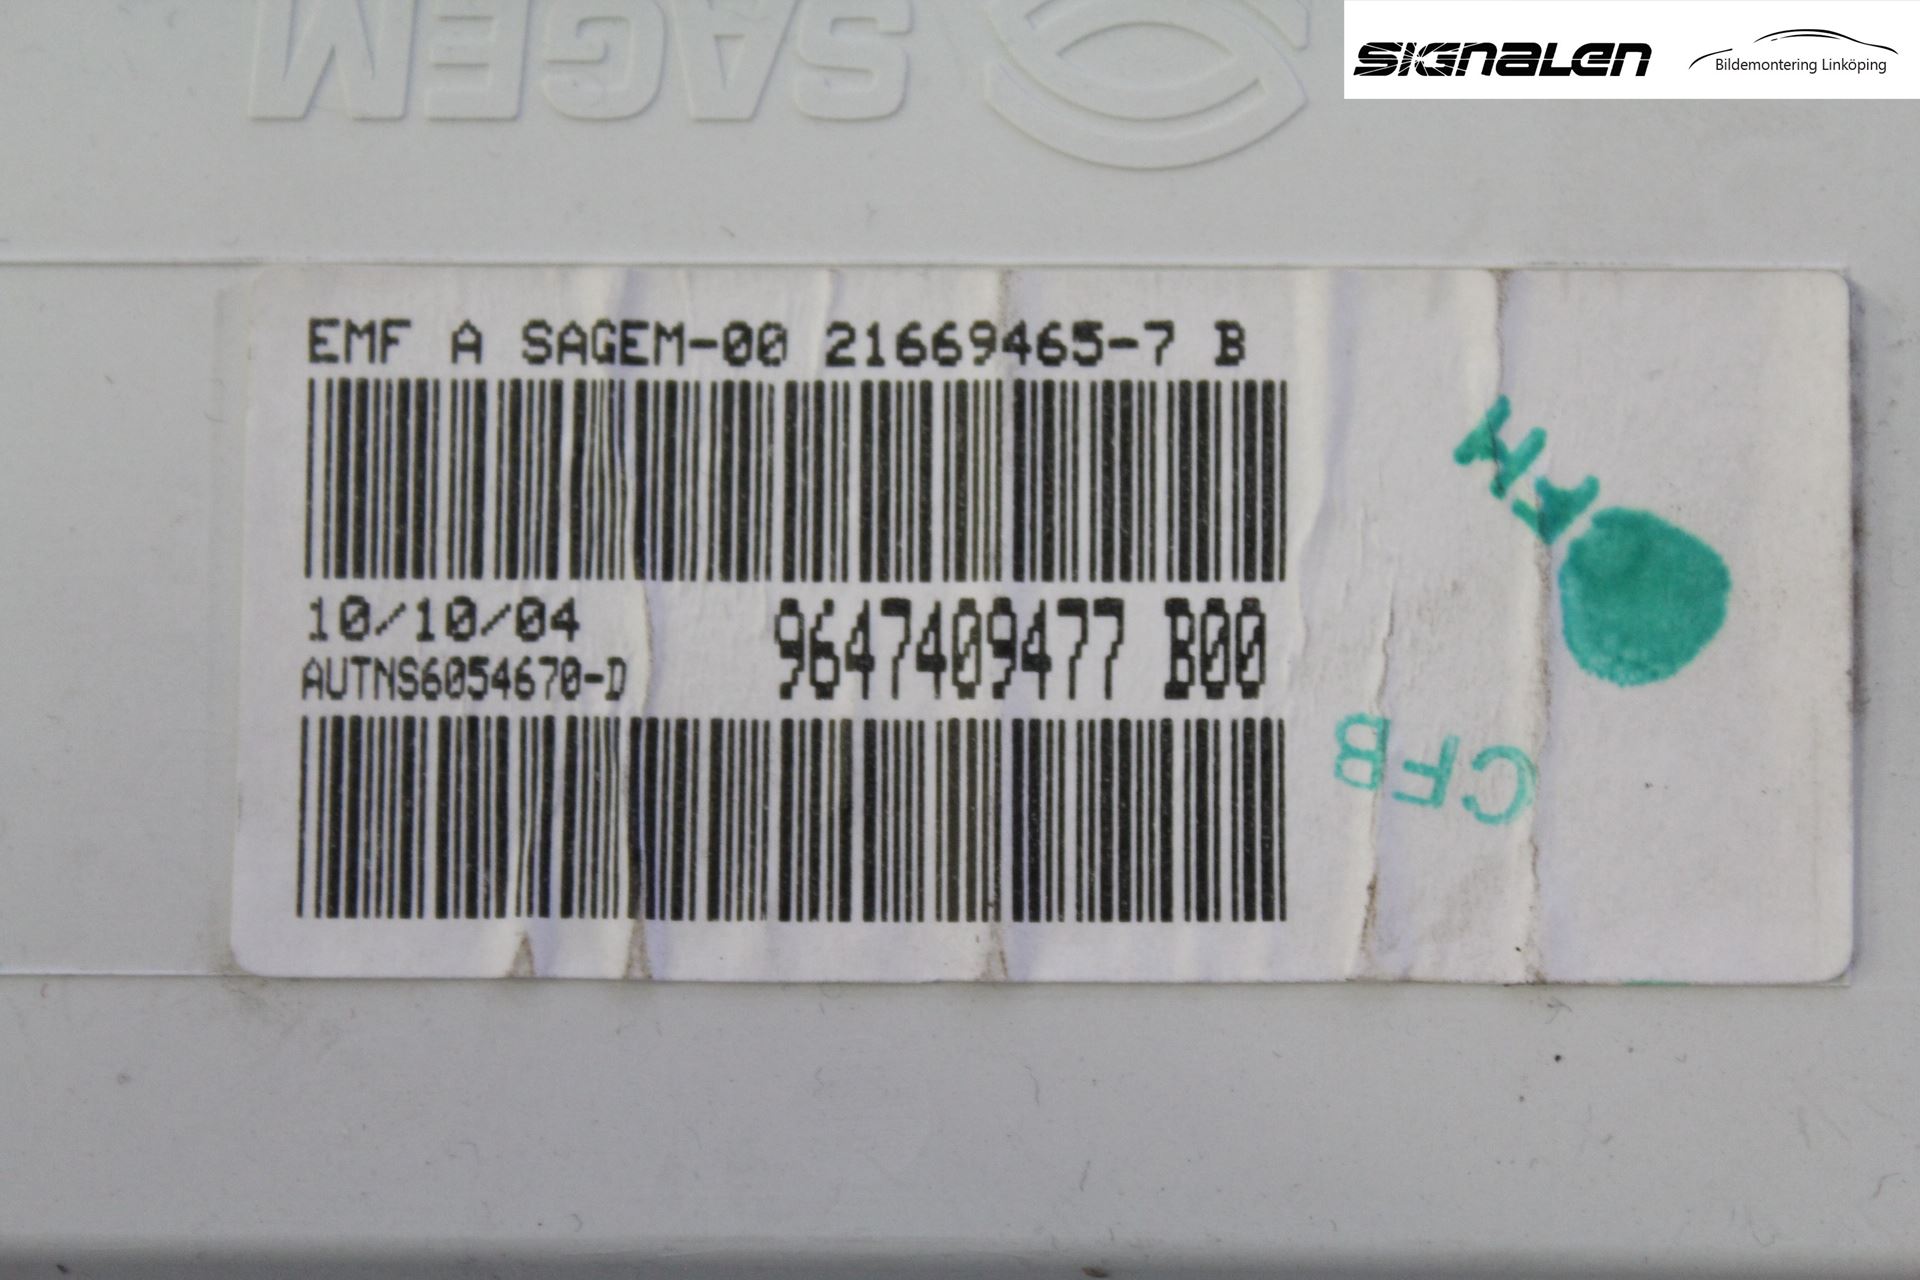 SAGEM
SIGNALEN
Bildemontering Linköping
EMF A SAGEM-00 21669465-7 B
10/10/04
9647409477 B00
AUTNS6054670-D
CFB